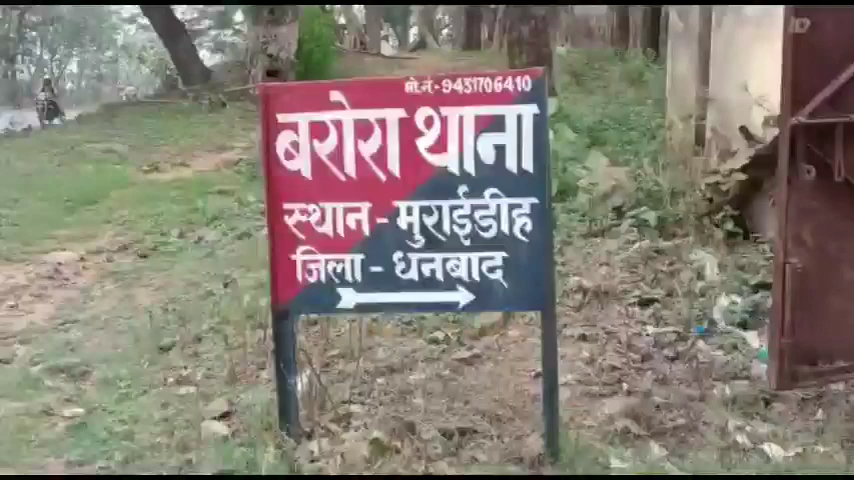 मो.नं-9431706410
बरोरा थाना
स्थान-मुराईडीह
जिला-धनबाद